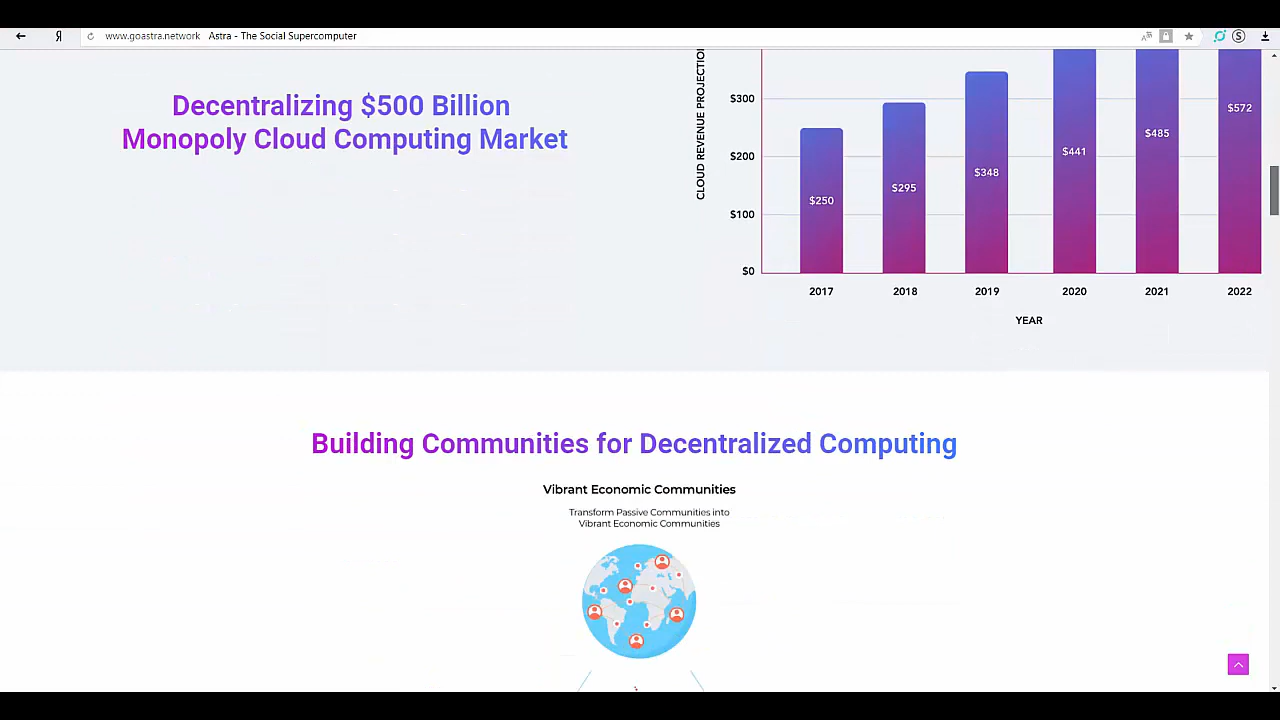 Я www.goastra.network Astra - The Social Supercomputer
Decentralizing $500 Billion
Monopoly Cloud Computing Market
CLOUD REVENUE PROJECTIO
$300
$200
$100
$0
$250
$295
$348
$441
$485
$572
2017 2018 2019 2020 2021 2022
YEAR
Building Communities for Decentralized Computing
Vibrant Economic Communities
Transform Passive Communities into
Vibrant Economic Communities